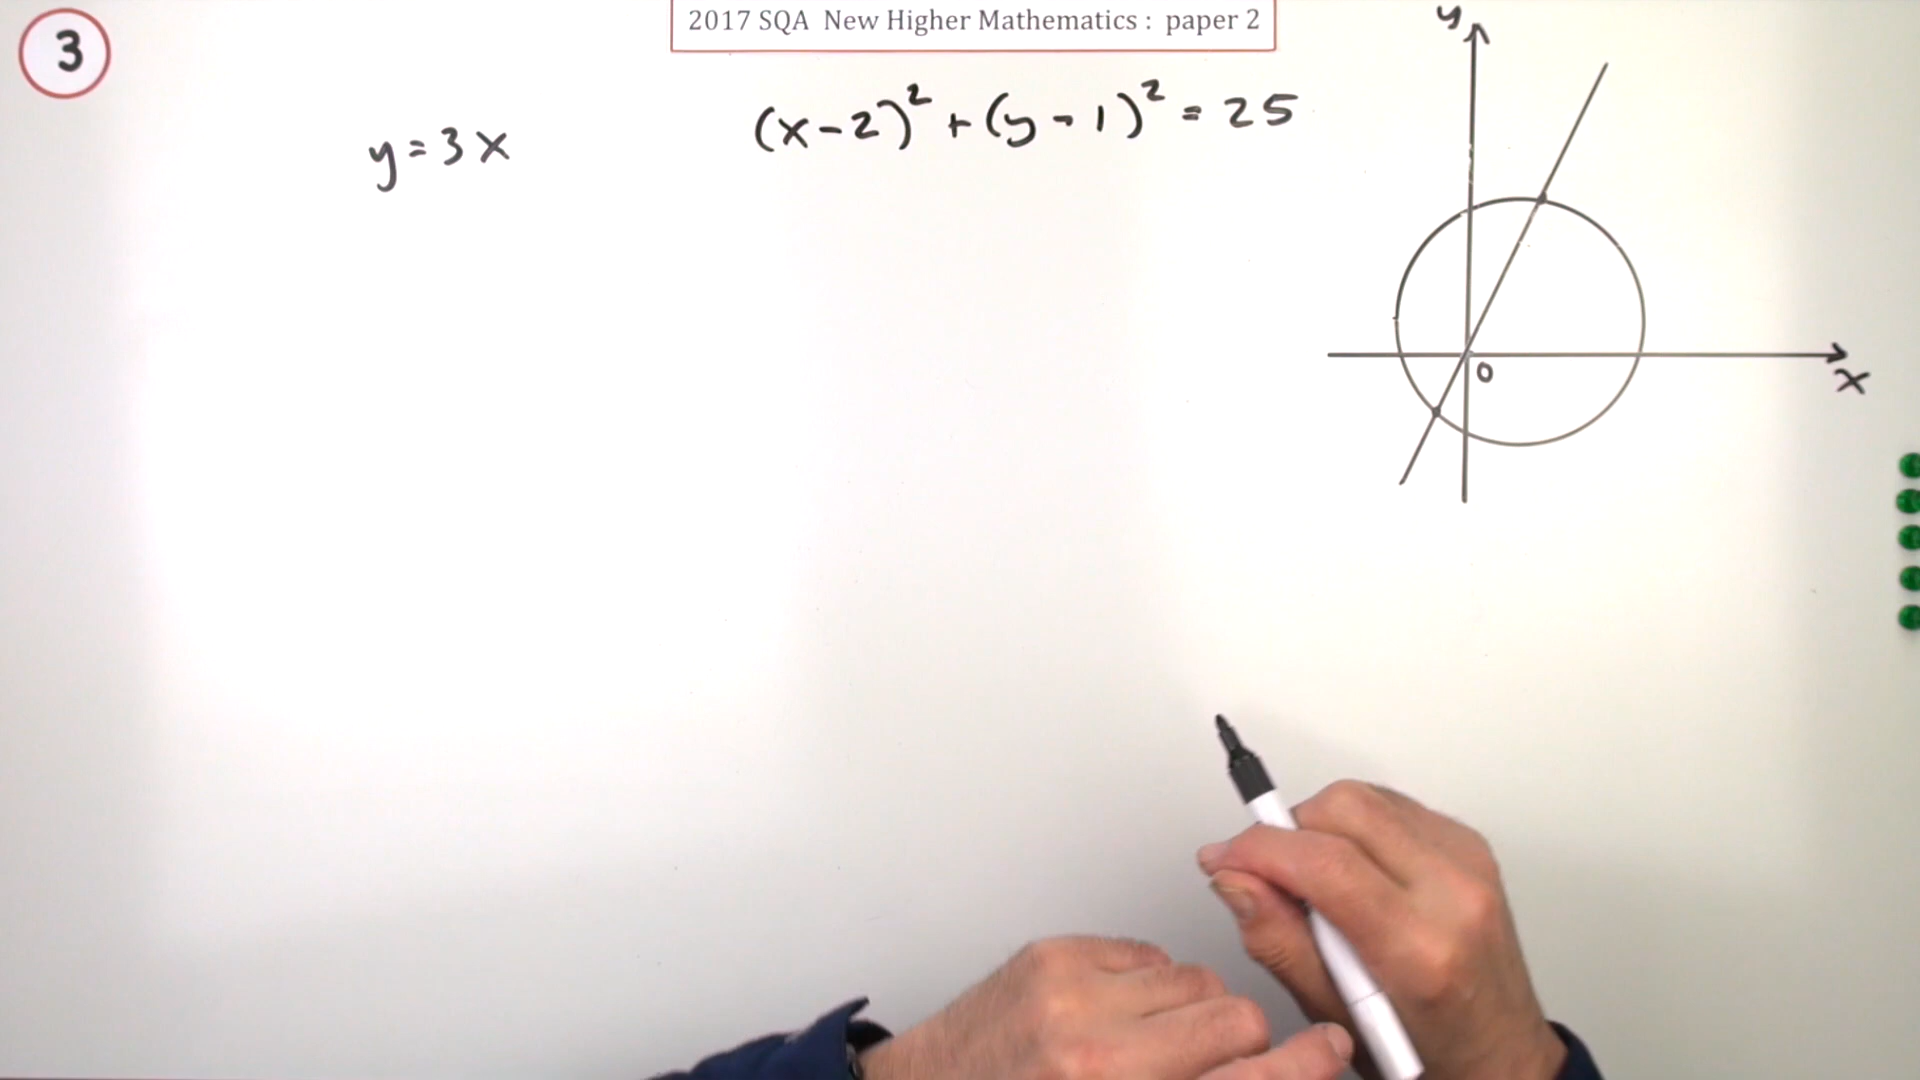 3
2017 SQA New Higher Mathematics : paper 2
y = 3x
(x-2)² + (y-1)² = 25
y
0
x